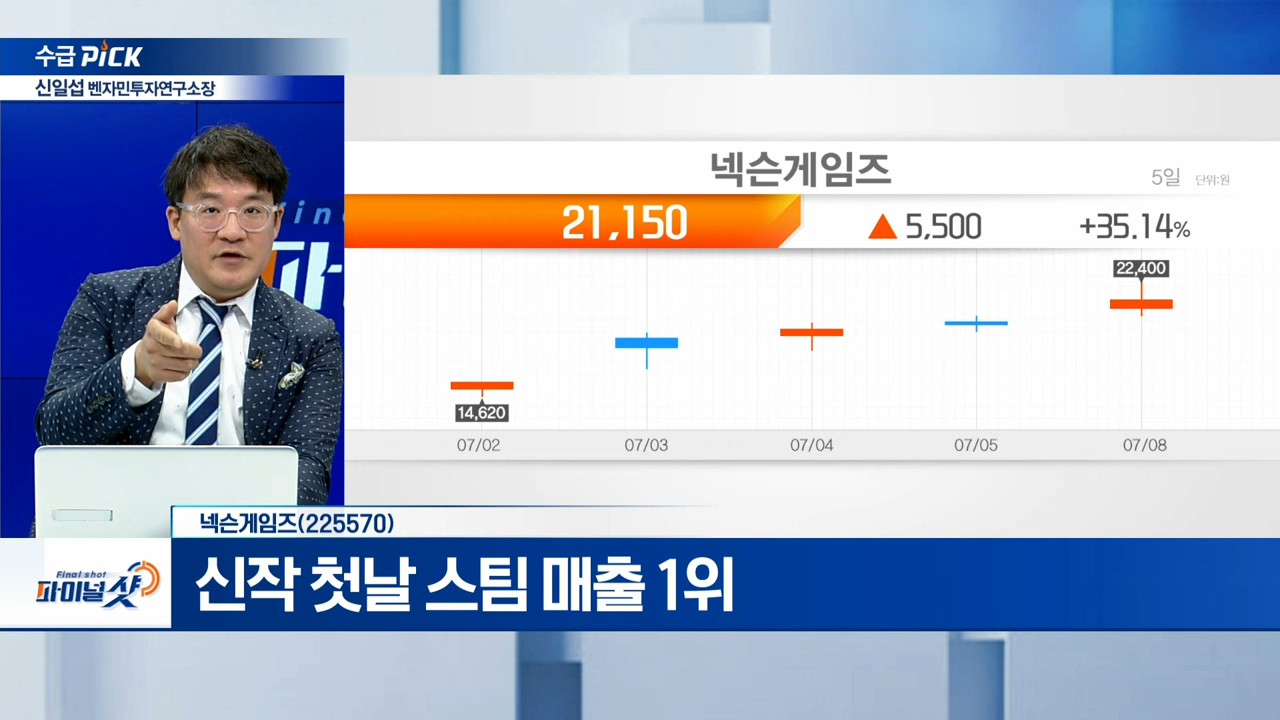 수급 PiCK
신일섭 벤자민투자연구소장
넥슨게임즈
5일 단위:원
21,150 ▲ 5,500 +35.14%
22,400
14,620
07/02 07/03 07/04 07/05 07/08
넥슨게임즈(225570)
Final shot
파이널샷
신작 첫날 스팀 매출 1위